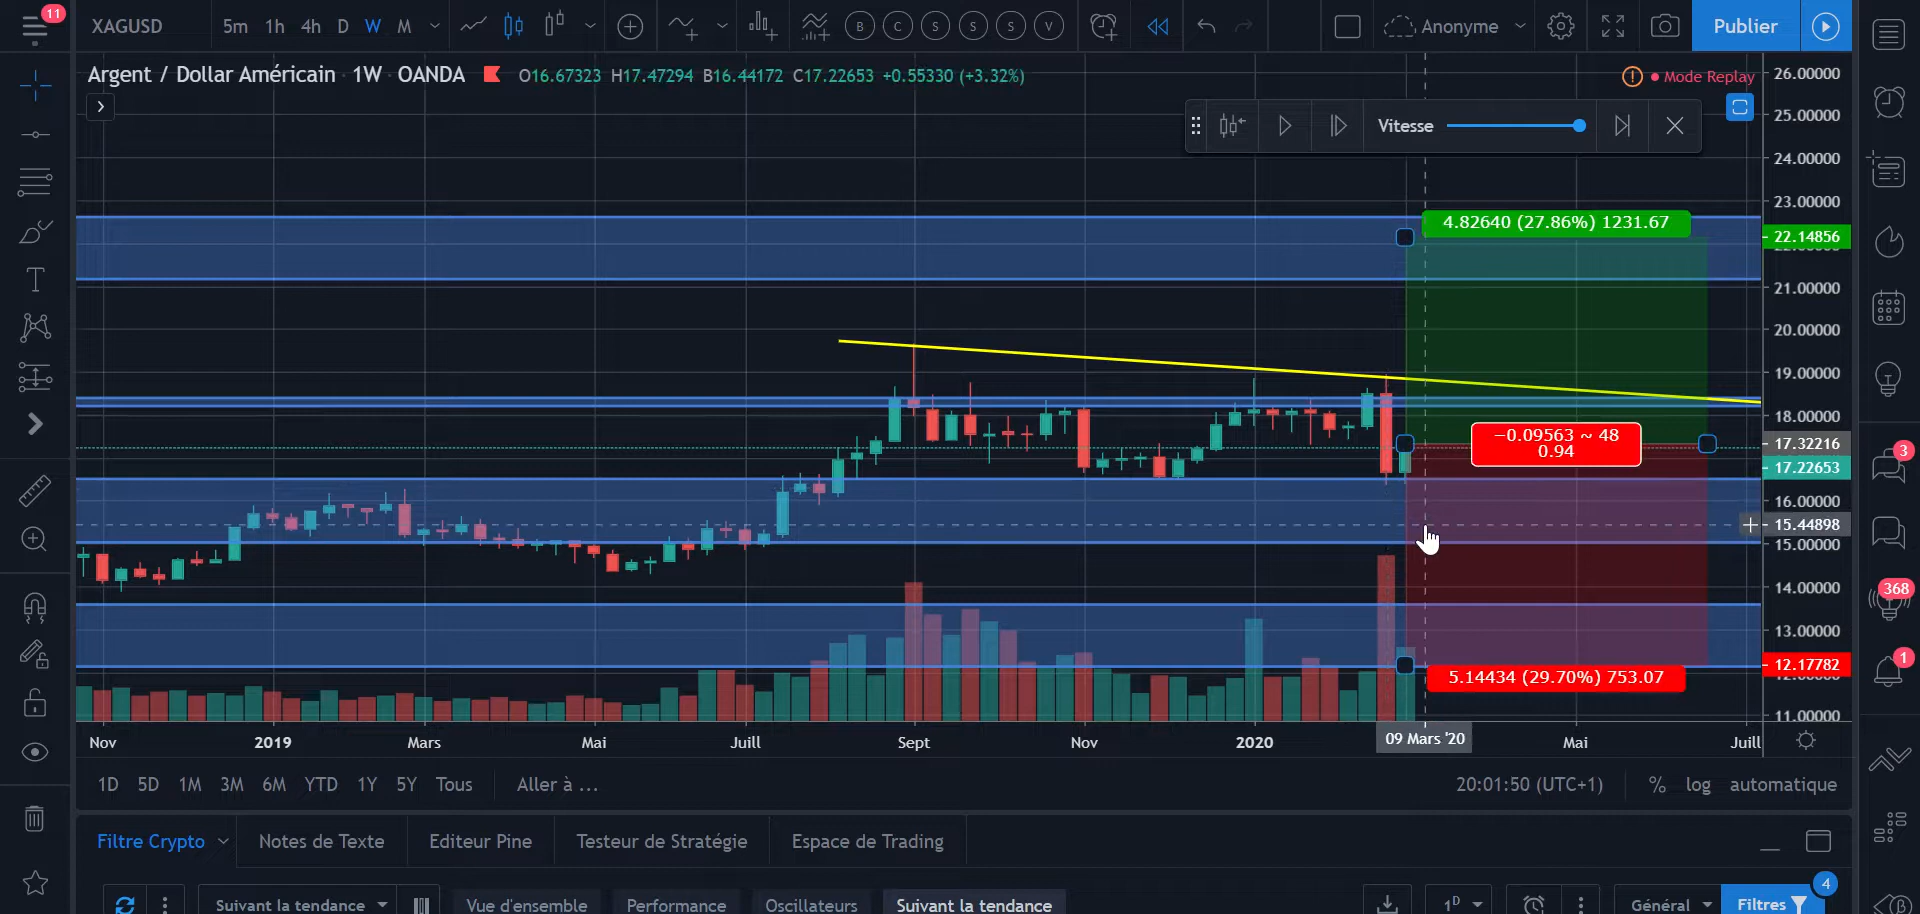 11
XAGUSD 5m 1h 4h D W M B C S S S V Anonyme Publier
Argent / Dollar Américain · 1W · OANDA O16.67323 H17.47294 B16.44172 C17.22653 +0.55330 (+3.32%)
Mode Replay
Vitesse
26.00000
25.00000
24.00000
23.00000
22.14856
21.00000
20.00000
19.00000
18.00000
17.32216
17.22653
16.00000
15.44898
15.00000
14.00000
13.00000
12.17782
11.00000
4.82640 (27.86%) 1231.67
−0.09563 ~ 48
0.94
5.14434 (29.70%) 753.07
Nov 2019 Mars Mai Juill Sept Nov 2020 09 Mars '20 Mai Juill
1D 5D 1M 3M 6M YTD 1Y 5Y Tous Aller à ... 20:01:50 (UTC+1) % log automatique
Filtre Crypto Notes de Texte Editeur Pine Testeur de Stratégie Espace de Trading
Suivant la tendance Vue d'ensemble Performance Oscillateurs Suivant la tendance 1D Général Filtres
4
3
368
1